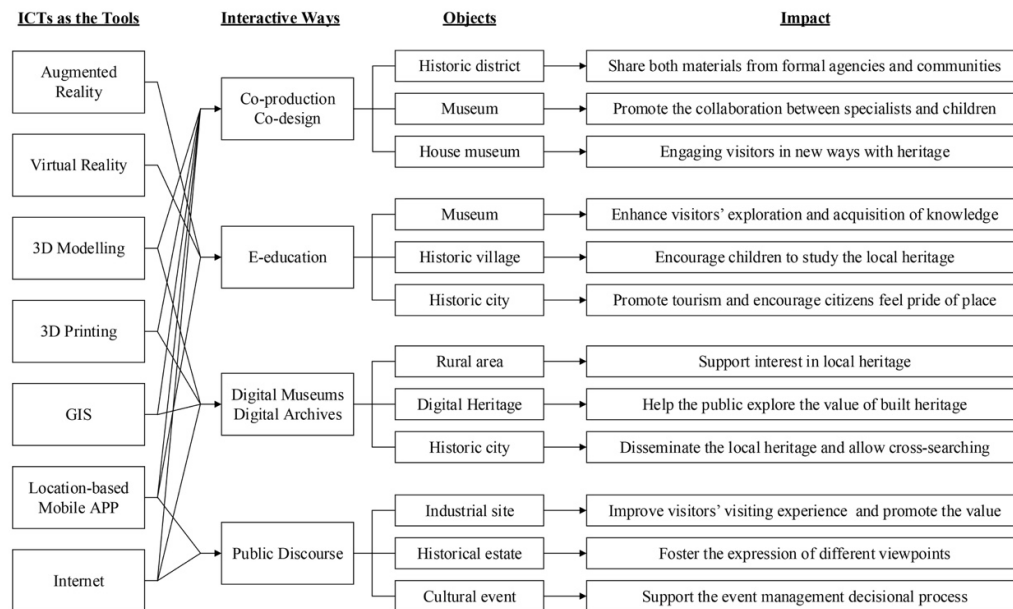 ICTs as the Tools
Interactive Ways
Objects
Impact
Augmented
Reality
Virtual Reality
3D Modelling
3D Printing
GIS
Location-based
Mobile APP
Internet
Co-production
Co-design
E-education
Digital Museums
Digital Archives
Public Discourse
Historic district
Share both materials from formal agencies and communities
Museum
Promote the collaboration between specialists and children
House museum
Engaging visitors in new ways with heritage
Museum
Enhance visitors’ exploration and acquisition of knowledge
Historic village
Encourage children to study the local heritage
Historic city
Promote tourism and encourage citizens feel pride of place
Rural area
Support interest in local heritage
Digital Heritage
Help the public explore the value of built heritage
Historic city
Disseminate the local heritage and allow cross-searching
Industrial site
Improve visitors’ visiting experience and promote the value
Historical estate
Foster the expression of different viewpoints
Cultural event
Support the event management decisional process